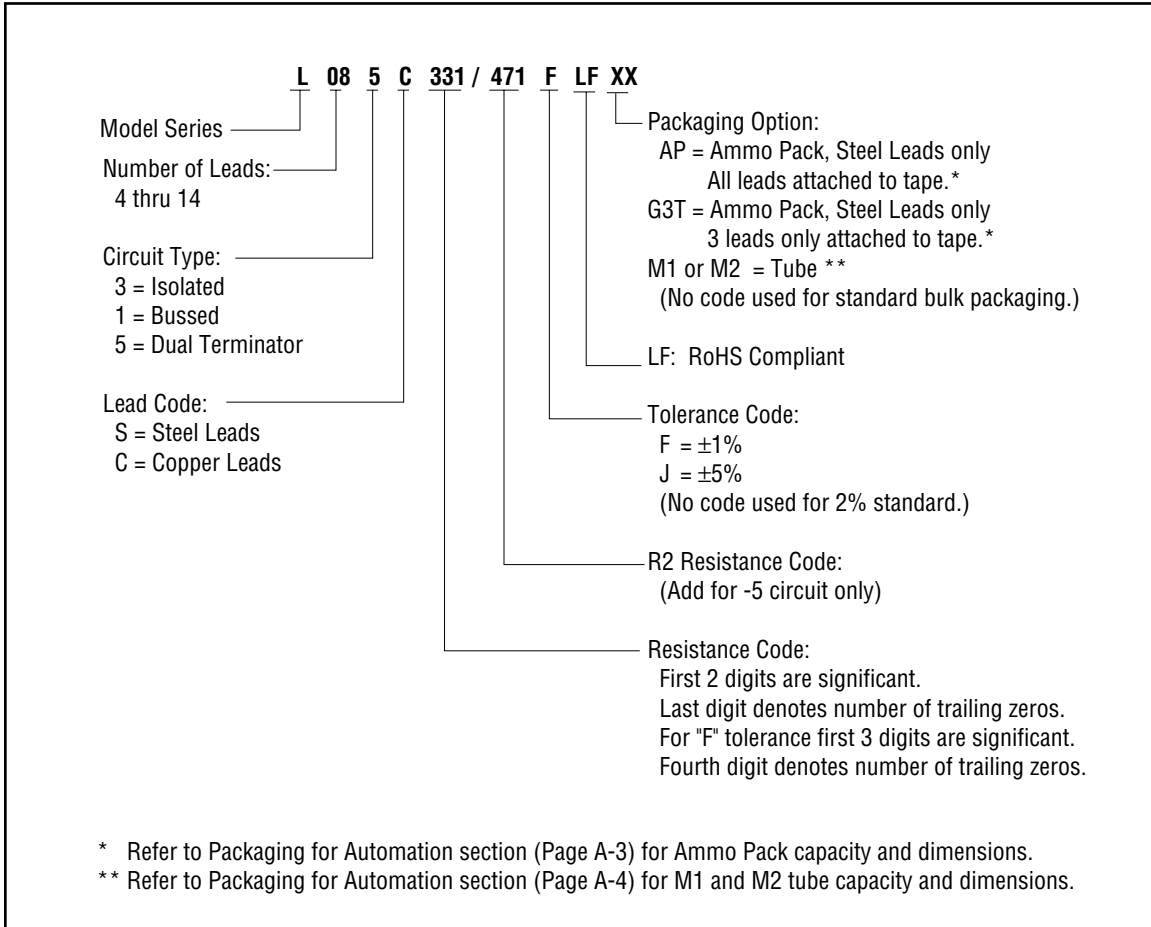 L 08 5 C 331 / 471 F LF XX
Model Series
Number of Leads:
4 thru 14
Circuit Type:
3 = Isolated
1 = Bussed
5 = Dual Terminator
Lead Code:
S = Steel Leads
C = Copper Leads
Packaging Option:
AP = Ammo Pack, Steel Leads only
All leads attached to tape.*
G3T = Ammo Pack, Steel Leads only
3 leads only attached to tape.*
M1 or M2 = Tube **
(No code used for standard bulk packaging.)
LF: RoHS Compliant
Tolerance Code:
F = ±1%
J = ±5%
(No code used for 2% standard.)
R2 Resistance Code:
(Add for -5 circuit only)
Resistance Code:
First 2 digits are significant.
Last digit denotes number of trailing zeros.
For "F" tolerance first 3 digits are significant.
Fourth digit denotes number of trailing zeros.
* Refer to Packaging for Automation section (Page A-3) for Ammo Pack capacity and dimensions.
** Refer to Packaging for Automation section (Page A-4) for M1 and M2 tube capacity and dimensions.